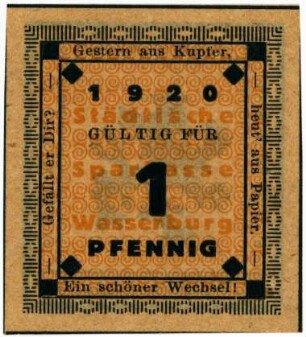 Gestern aus Kupfer,
heut aus Papier.
Ein schöner Wechsel!
Gefällt er Dir?
1920
Städtische
GÜLTIG FÜR
Sparkasse
1
Wasserburg
PFENNIG